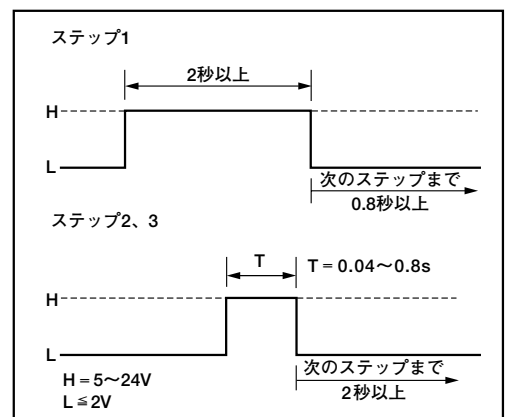 ステップ1
2秒以上
H
L
次のステップまで
0.8秒以上
ステップ2、3
T
T＝0.04～0.8s
H
L
次のステップまで
2秒以上
H＝5～24V
L≦2V